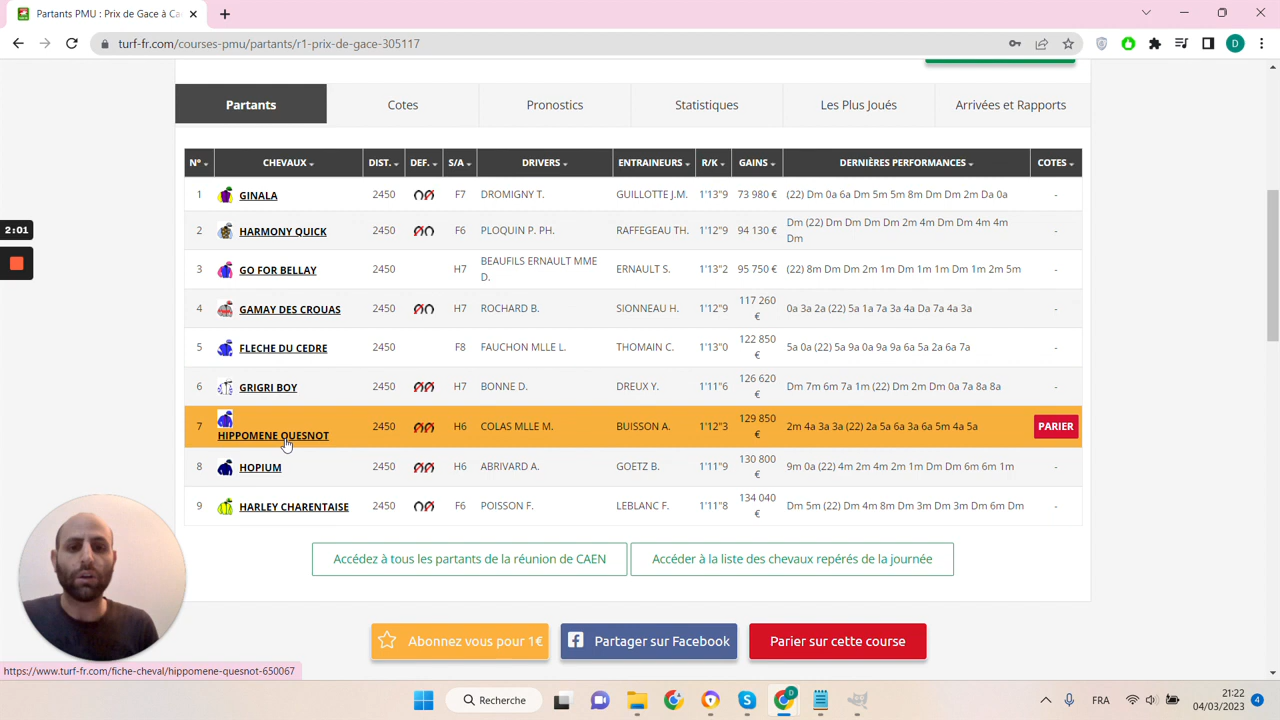 Partants PMU : Prix de Gace à Ca
turf-fr.com/courses-pmu/partants/r1-prix-de-gace-305117
D
Partants Cotes Pronostics Statistiques Les Plus Joués Arrivées et Rapports
N° CHEVAUX DIST. DEF. S/A DRIVERS ENTRAINEURS R/K GAINS DERNIÈRES PERFORMANCES COTES
1 GINALA 2450 F7 DROMIGNY T. GUILLOTTE J.M. 1'13"9 73 980 € (22) Dm 0a 6a Dm 5m 5m 8m Dm Dm 2m Da 0a -
2 HARMONY QUICK 2450 F6 PLOQUIN P. PH. RAFFEGEAU TH. 1'12"9 94 130 € Dm (22) Dm Dm Dm Dm 2m 4m Dm Dm 4m 4m
Dm -
3 GO FOR BELLAY 2450 H7 BEAUFILS ERNAULT MME
D. ERNAULT S. 1'13"2 95 750 € (22) 8m Dm Dm 2m 1m Dm 1m 1m Dm 1m 2m 5m -
4 GAMAY DES CROUAS 2450 H7 ROCHARD B. SIONNEAU H. 1'12"9 117 260
€ 0a 3a 2a (22) 5a 1a 7a 3a 4a Da 7a 4a 3a -
5 FLECHE DU CEDRE 2450 F8 FAUCHON MLLE L. THOMAIN C. 1'13"0 122 850
€ 5a 0a (22) 5a 9a 0a 9a 9a 6a 5a 2a 6a 7a -
6 GRIGRI BOY 2450 H7 BONNE D. DREUX Y. 1'11"6 126 620
€ Dm 7m 6m 7a 1m (22) Dm 2m Dm 0a 7a 8a 8a -
7 HIPPOMENE QUESNOT 2450 H6 COLAS MLLE M. BUISSON A. 1'12"3 129 850
€ 2m 4a 3a 3a (22) 2a 5a 6a 3a 6a 5m 4a 5a PARIER
8 HOPIUM 2450 H6 ABRIVARD A. GOETZ B. 1'11"9 130 800
€ 9m 0a (22) 4m 2m 4m 2m 1m Dm Dm 6m 6m 1m -
9 HARLEY CHARENTAISE 2450 F6 POISSON F. LEBLANC F. 1'11"8 134 040
€ Dm 5m (22) Dm 4m 8m Dm 3m Dm 3m Dm 6m Dm -
2:01
Accédez à tous les partants de la réunion de CAEN Accéder à la liste des chevaux repérés de la journée
Abonnez vous pour 1€ Partager sur Facebook Parier sur cette course
https://www.turf-fr.com/fiche-cheval/hippomene-quesnot-650067
Recherche FRA 21:22
04/03/2023 4